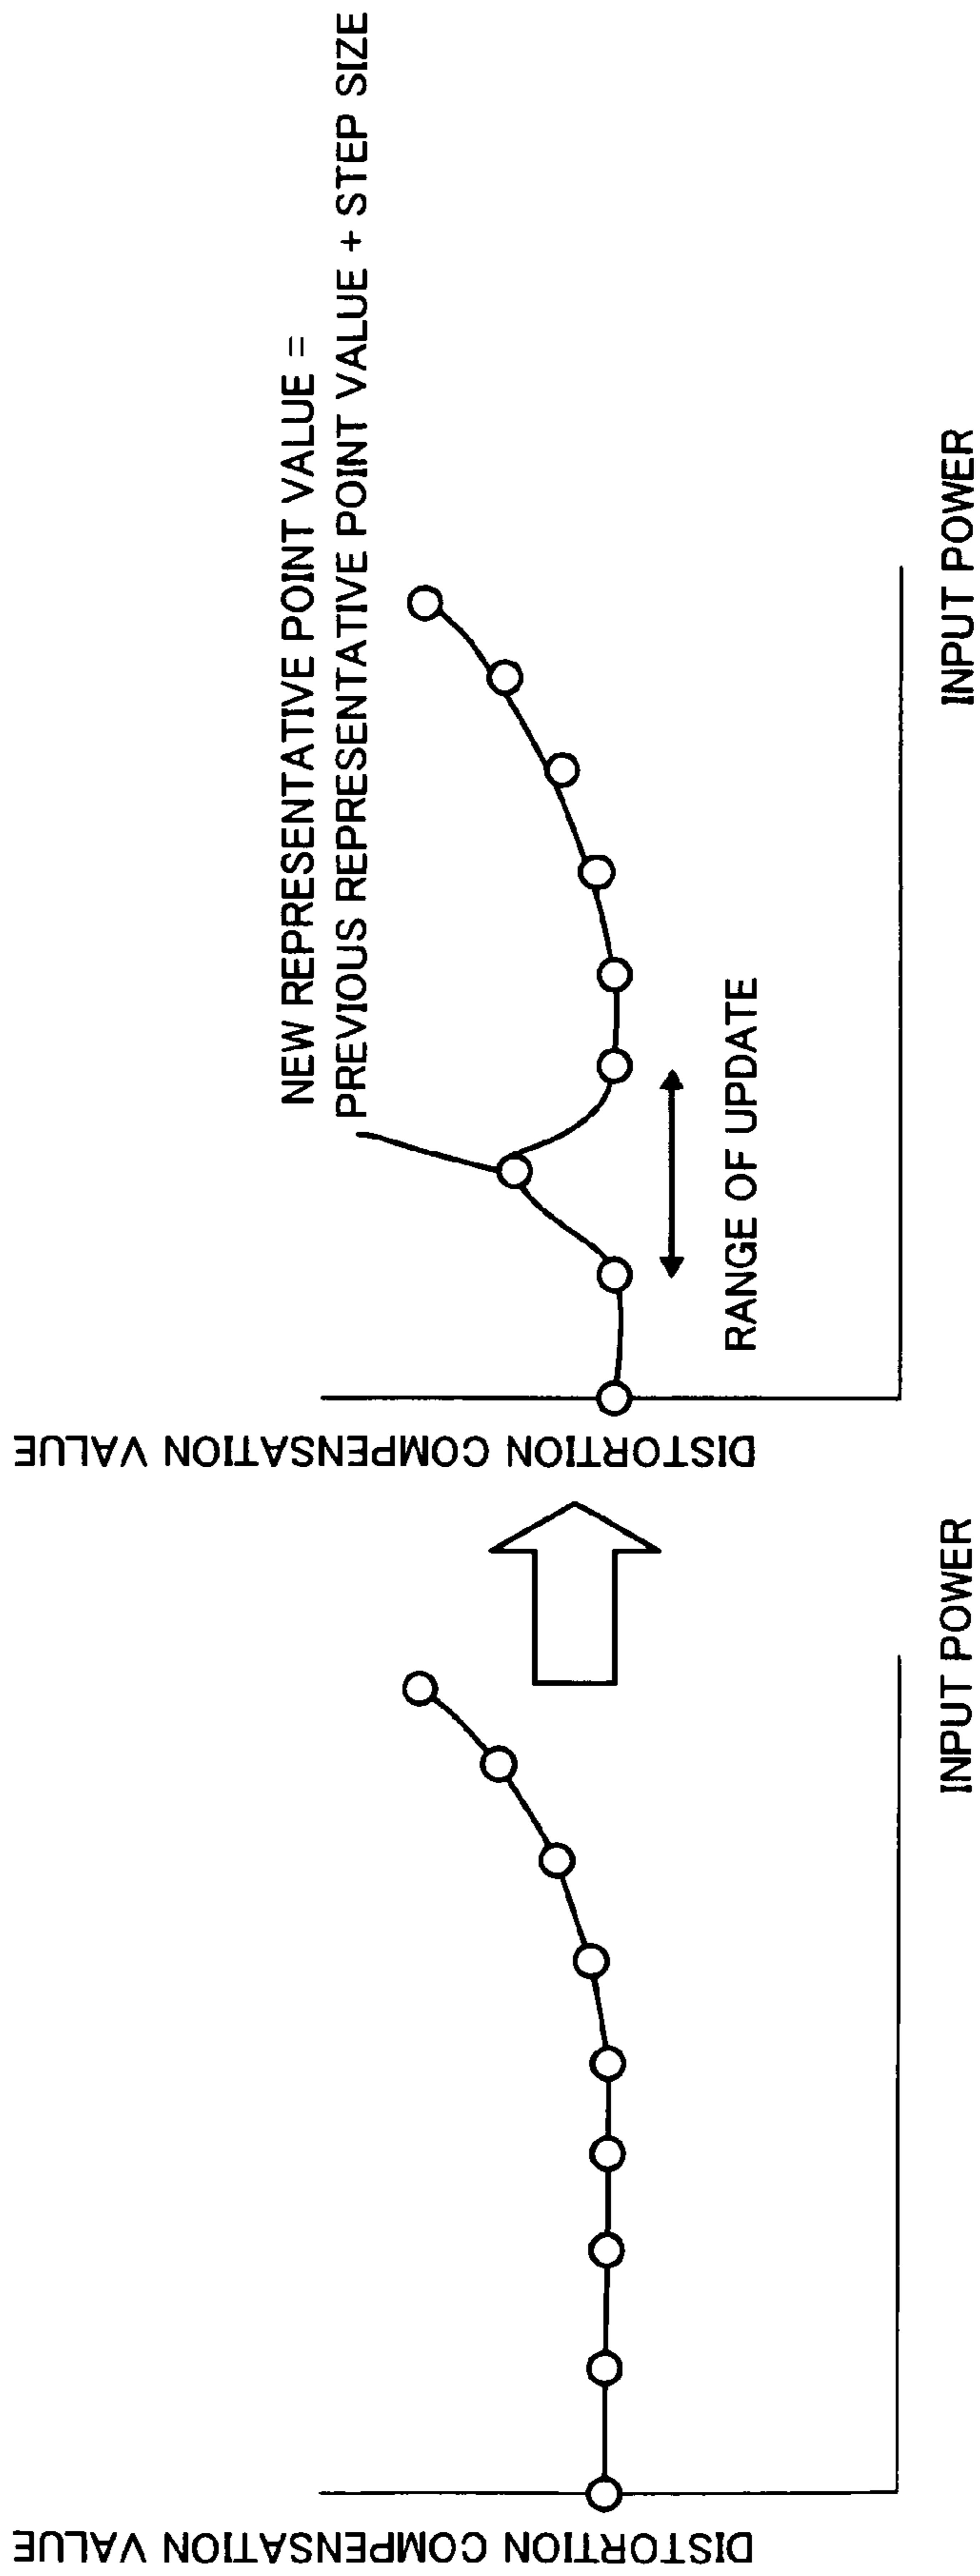 DISTORTION COMPENSATION VALUE
INPUT POWER
DISTORTION COMPENSATION VALUE
NEW REPRESENTATIVE POINT VALUE =
PREVIOUS REPRESENTATIVE POINT VALUE + STEP SIZE
RANGE OF UPDATE
INPUT POWER